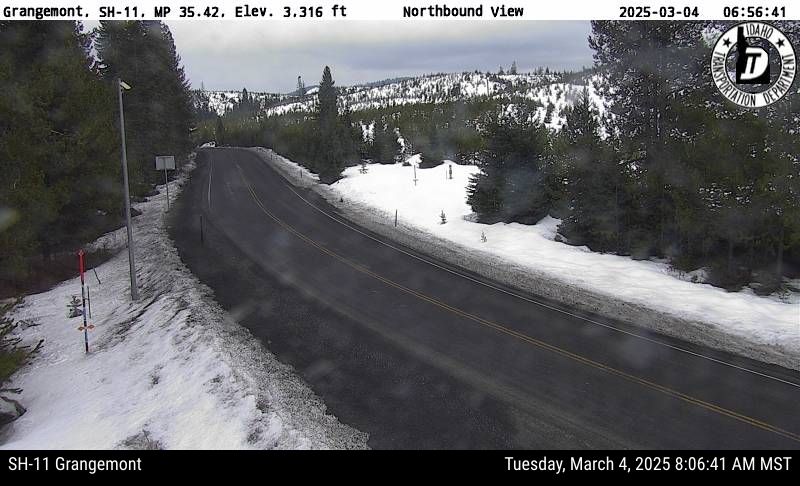 Grangemont, SH-11, MP 35.42, Elev. 3,316 ft Northbound View 2025-03-04 06:56:41
IDAHO
TRANSPORTATION DEPARTMENT
SH-11 Grangemont Tuesday, March 4, 2025 8:06:41 AM MST